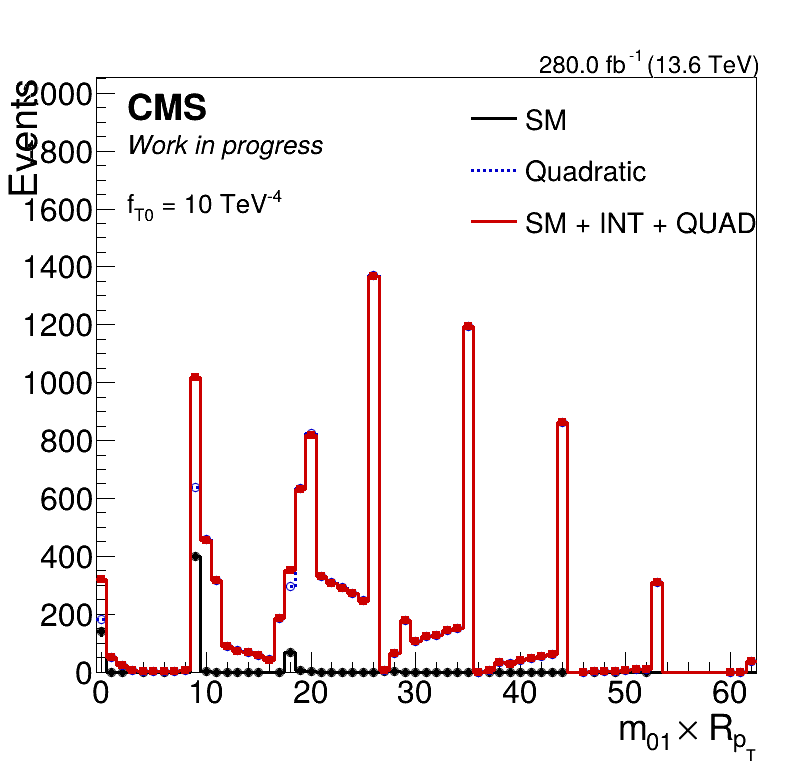 280.0 fb⁻¹ (13.6 TeV)
Events
CMS
Work in progress
f_T0 = 10 TeV⁻⁴
SM
Quadratic
SM + INT + QUAD
2000
1800
1600
1400
1200
1000
800
600
400
200
0
0 10 20 30 40 50 60
m₀₁ × R_p_T